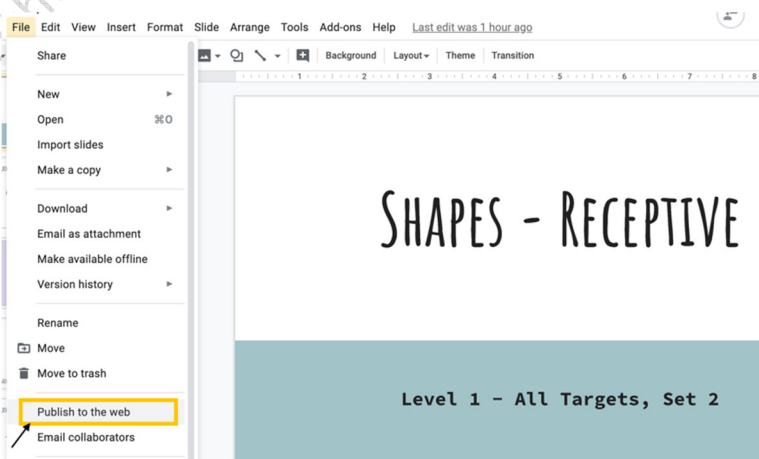 File Edit View Insert Format Slide Arrange Tools Add-ons Help Last edit was 1 hour ago
Background Layout Theme Transition
1 2 3 4 5 6 7 8
Share
New
Open ⌘O
Import slides
Make a copy
Download
Email as attachment
Make available offline
Version history
Rename
Move
Move to trash
Publish to the web
Email collaborators
SHAPES - RECEPTIVE
Level 1 - All Targets, Set 2